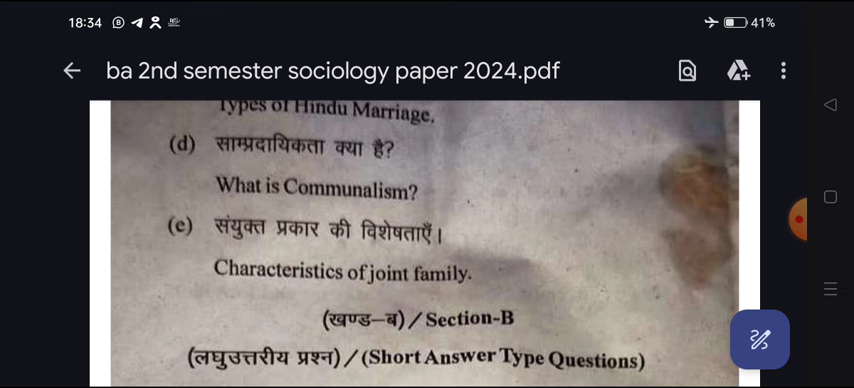 18:34
41%
ba 2nd semester sociology paper 2024.pdf
Types of Hindu Marriage.
(d) साम्प्रदायिकता क्या है?
What is Communalism?
(e) संयुक्त प्रकार की विशेषताएँ।
Characteristics of joint family.
(खण्ड–ब) / Section-B
(लघुउत्तरीय प्रश्न) / (Short Answer Type Questions)